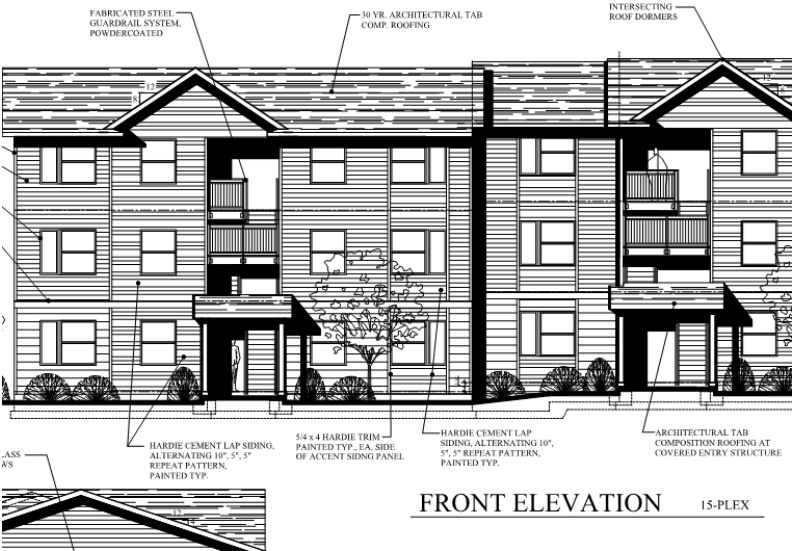 FABRICATED STEEL
GUARDRAIL SYSTEM,
POWDERCOATED
30 YR. ARCHITECTURAL TAB
COMP. ROOFING
INTERSECTING
ROOF DORMERS
12
8
12
HARDIE CEMENT LAP SIDING,
ALTERNATING 10", 5", 5"
REPEAT PATTERN,
PAINTED TYP.
5/4 x 4 HARDIE TRIM
PAINTED TYP., EA. SIDE
OF ACCENT SIDNG PANEL
HARDIE CEMENT LAP
SIDING, ALTERNATING 10",
5", 5" REPEAT PATTERN,
PAINTED TYP.
ARCHITECTURAL TAB
COMPOSITION ROOFING AT
COVERED ENTRY STRUCTURE
LASS
WS
FRONT ELEVATION 15-PLEX
12